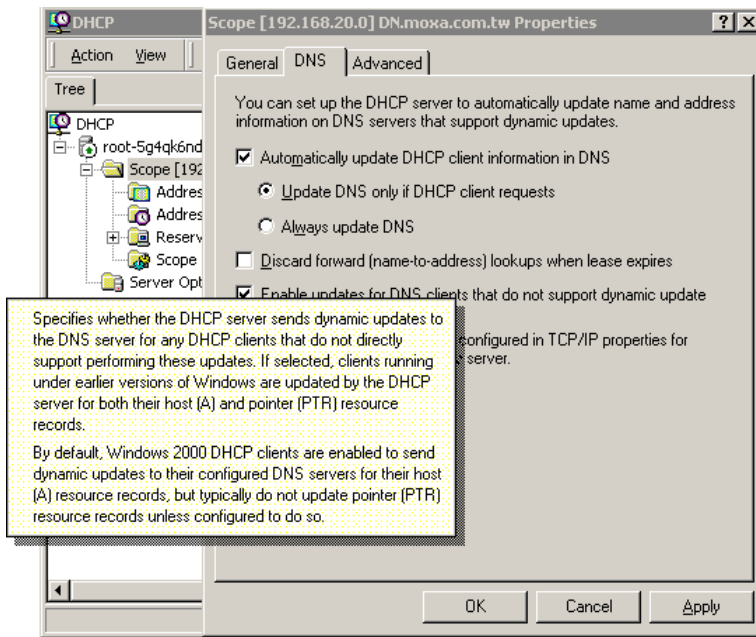 DHCP
Action View
Tree
DHCP
root-5g4qk6nd
Scope [192
Addres
Addres
Reserv
Scope
Server Opt
Scope [192.168.20.0] DN.moxa.com.tw Properties
General DNS Advanced
You can set up the DHCP server to automatically update name and address
information on DNS servers that support dynamic updates.
Automatically update DHCP client information in DNS
Update DNS only if DHCP client requests
Always update DNS
Discard forward (name-to-address) lookups when lease expires
Enable updates for DNS clients that do not support dynamic update
configured in TCP/IP properties for
server.
Specifies whether the DHCP server sends dynamic updates to
the DNS server for any DHCP clients that do not directly
support performing these updates. If selected, clients running
under earlier versions of Windows are updated by the DHCP
server for both their host (A) and pointer (PTR) resource
records.
By default, Windows 2000 DHCP clients are enabled to send
dynamic updates to their configured DNS servers for their host
(A) resource records, but typically do not update pointer (PTR)
resource records unless configured to do so.
OK Cancel Apply